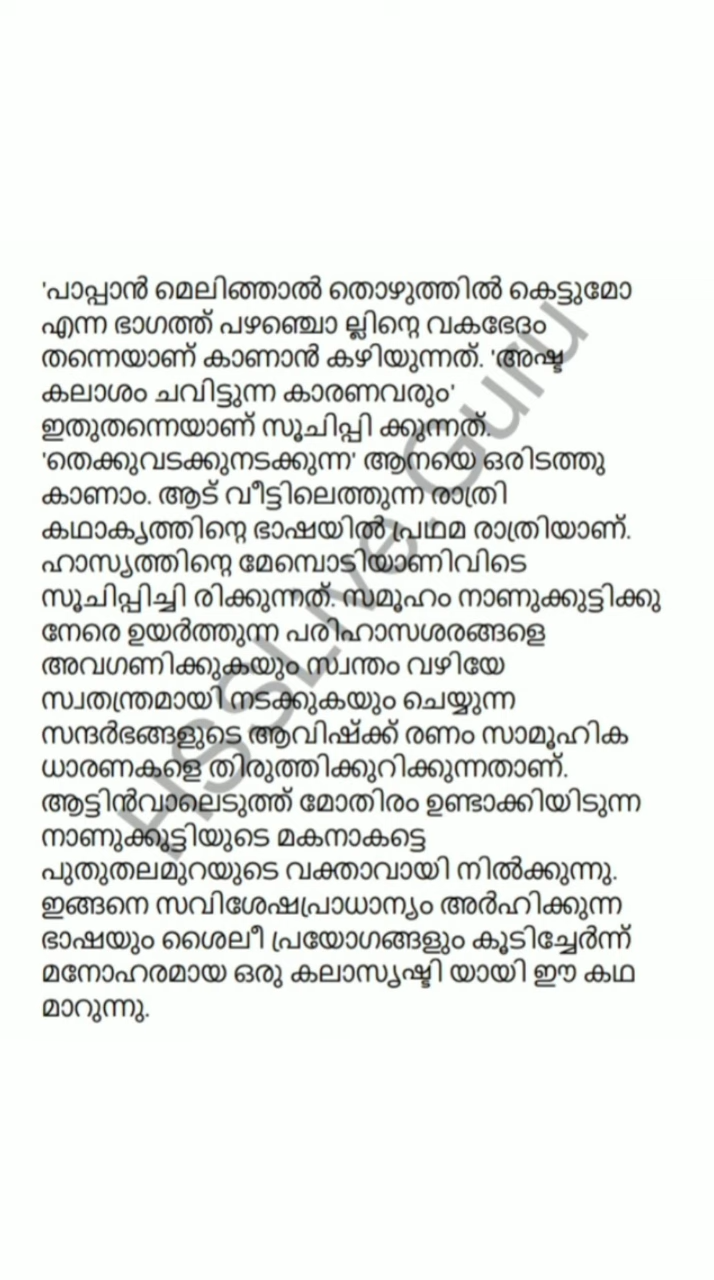 'പാപ്പാൻ മെലിഞ്ഞാൽ തൊഴുത്തിൽ കെട്ടുമോ
എന്ന ഭാഗത്ത് പഴഞ്ചൊ ല്ലിന്റെ വകഭേദം
തന്നെയാണ് കാണാൻ കഴിയുന്നത്. 'അഷ്ട
കലാശം ചവിട്ടുന്ന കാരണവരും'
ഇതുതന്നെയാണ് സൂചിപ്പി ക്കുന്നത്.
'തെക്കുവടക്കുനടക്കുന്ന' ആനയെ ഒരിടത്തു
കാണാം. ആട് വീട്ടിലെത്തുന്ന രാത്രി
കഥാകൃത്തിന്റെ ഭാഷയിൽ പ്രഥമ രാത്രിയാണ്.
ഹാസ്യത്തിന്റെ മേമ്പൊടിയാണിവിടെ
സൂചിപ്പിച്ചി രിക്കുന്നത്. സമൂഹം നാണുക്കുട്ടിക്കു
നേരെ ഉയർത്തുന്ന പരിഹാസശരങ്ങളെ
അവഗണിക്കുകയും സ്വന്തം വഴിയേ
സ്വതന്ത്രമായി നടക്കുകയും ചെയ്യുന്ന
സന്ദർഭങ്ങളുടെ ആവിഷ്ക്ക് രണം സാമൂഹിക
ധാരണകളെ തിരുത്തിക്കുറിക്കുന്നതാണ്.
ആട്ടിൻവാലെടുത്ത് മോതിരം ഉണ്ടാക്കിയിടുന്ന
നാണുക്കുട്ടിയുടെ മകനാകട്ടെ
പുതുതലമുറയുടെ വക്താവായി നിൽക്കുന്നു.
ഇങ്ങനെ സവിശേഷപ്രാധാന്യം അർഹിക്കുന്ന
ഭാഷയും ശൈലീ പ്രയോഗങ്ങളും കൂടിച്ചേർന്ന്
മനോഹരമായ ഒരു കലാസൃഷ്ടി യായി ഈ കഥ
മാറുന്നു.
HSSLive.Guru